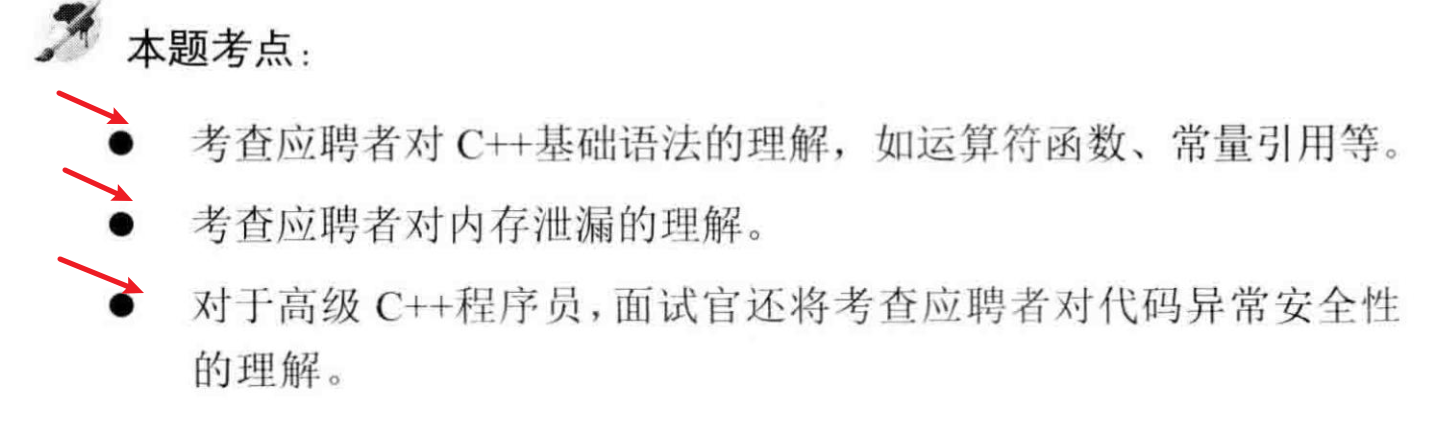 本题考点：
● 考查应聘者对 C++基础语法的理解，如运算符函数、常量引用等。
● 考查应聘者对内存泄漏的理解。
● 对于高级 C++程序员，面试官还将考查应聘者对代码异常安全性
的理解。